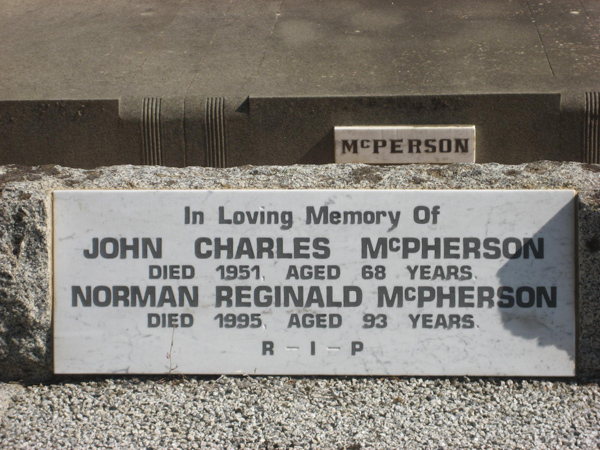 McPHERSON
In Loving Memory Of
JOHN CHARLES McPHERSON
DIED 1951, AGED 68 YEARS.
NORMAN REGINALD McPHERSON
DIED 1995, AGED 93 YEARS.
R - I - P